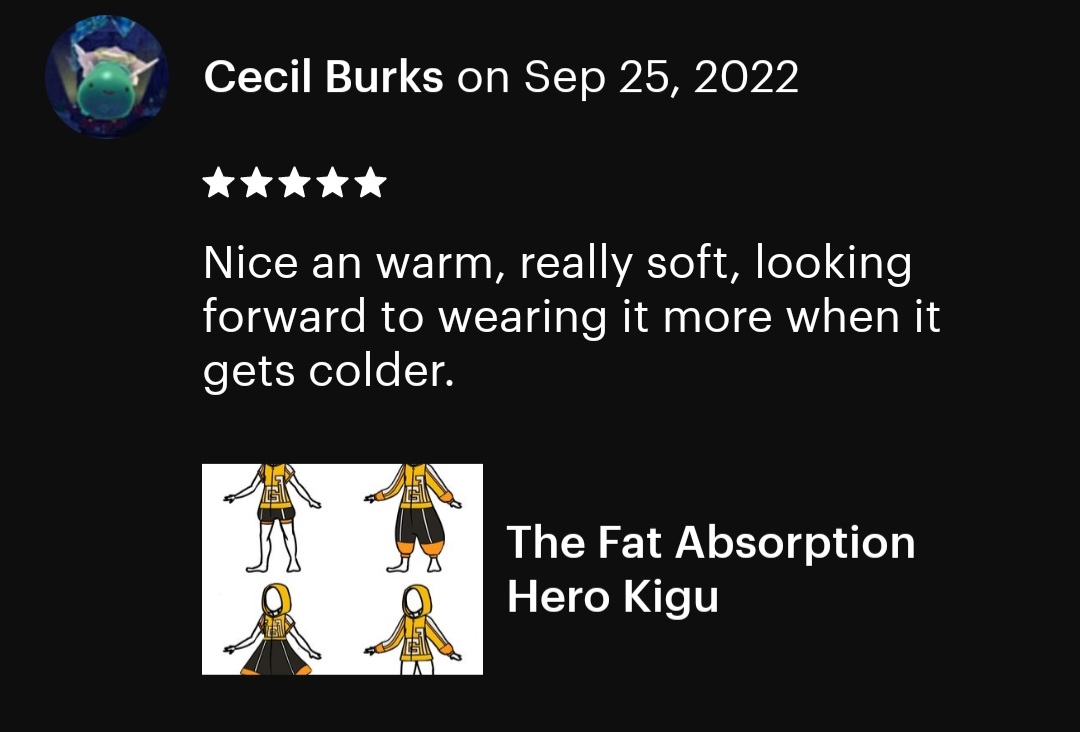 Cecil Burks on Sep 25, 2022
★★★★★
Nice an warm, really soft, looking
forward to wearing it more when it
gets colder.
The Fat Absorption
Hero Kigu